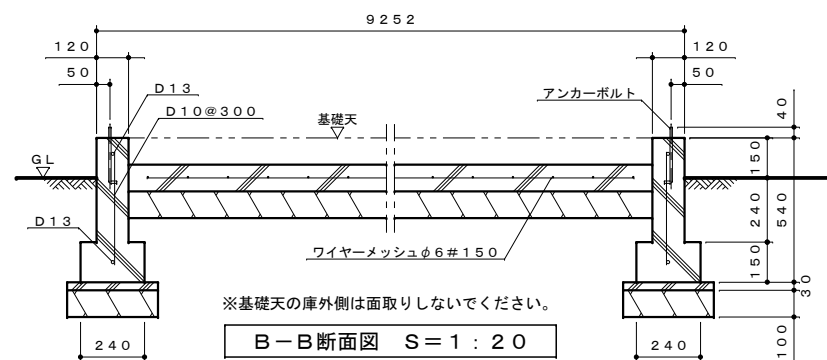 9252
120
120
50
50
D13
D10@300
基礎天
アンカーボルト
40
GL
150
540
240
150
D13
ワイヤーメッシュφ6#150
30
※基礎天の庫外側は面取りしないでください。
B－B断面図　S＝1：20
240
240
100